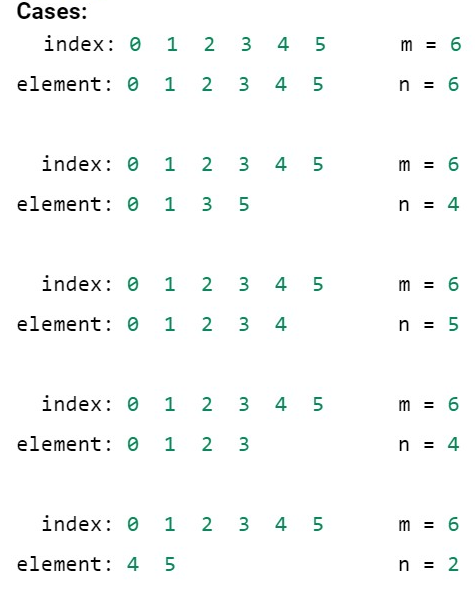 Cases:
index: 0 1 2 3 4 5 m = 6
element: 0 1 2 3 4 5 n = 6
index: 0 1 2 3 4 5 m = 6
element: 0 1 3 5 n = 4
index: 0 1 2 3 4 5 m = 6
element: 0 1 2 3 4 n = 5
index: 0 1 2 3 4 5 m = 6
element: 0 1 2 3 n = 4
index: 0 1 2 3 4 5 m = 6
element: 4 5 n = 2